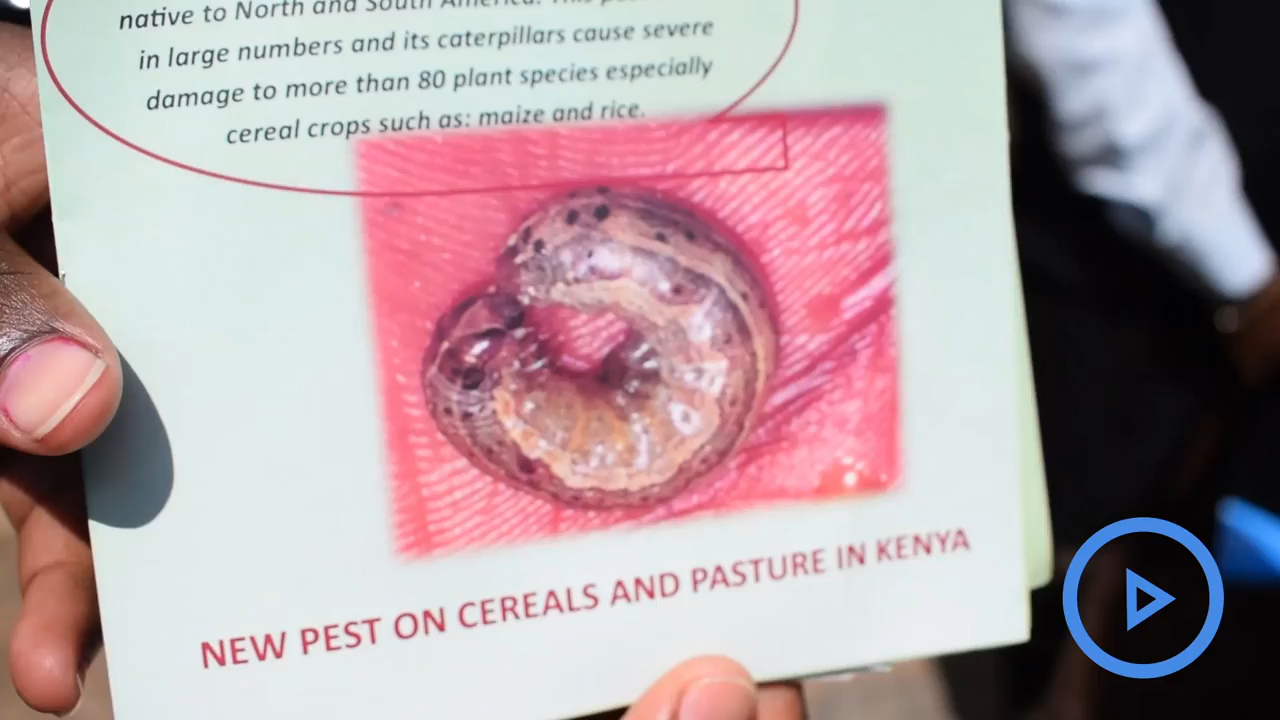 native to North and South America. This
in large numbers and its caterpillars cause severe
damage to more than 80 plant species especially
cereal crops such as: maize and rice.
NEW PEST ON CEREALS AND PASTURE IN KENYA